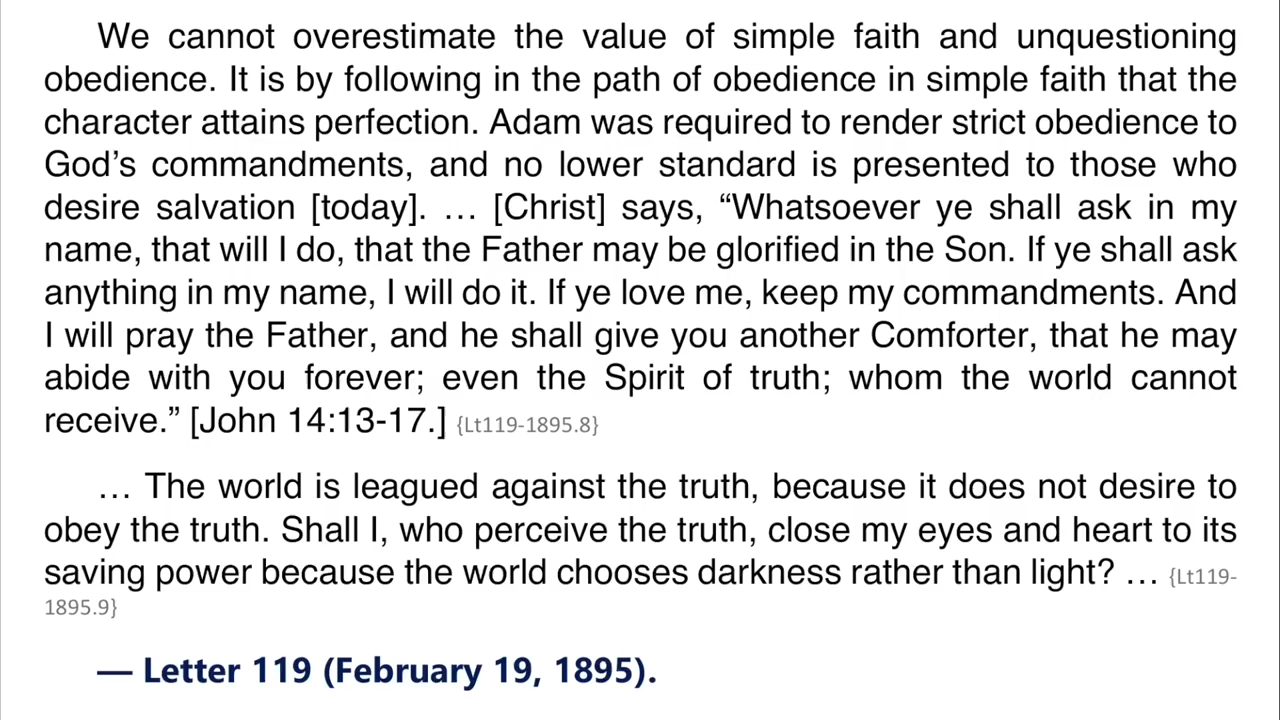 We cannot overestimate the value of simple faith and unquestioning
obedience. It is by following in the path of obedience in simple faith that the
character attains perfection. Adam was required to render strict obedience to
God’s commandments, and no lower standard is presented to those who
desire salvation [today]. … [Christ] says, “Whatsoever ye shall ask in my
name, that will I do, that the Father may be glorified in the Son. If ye shall ask
anything in my name, I will do it. If ye love me, keep my commandments. And
I will pray the Father, and he shall give you another Comforter, that he may
abide with you forever; even the Spirit of truth; whom the world cannot
receive.” [John 14:13-17.] {Lt119-1895.8}
… The world is leagued against the truth, because it does not desire to
obey the truth. Shall I, who perceive the truth, close my eyes and heart to its
saving power because the world chooses darkness rather than light? … {Lt119-
1895.9}
— Letter 119 (February 19, 1895).